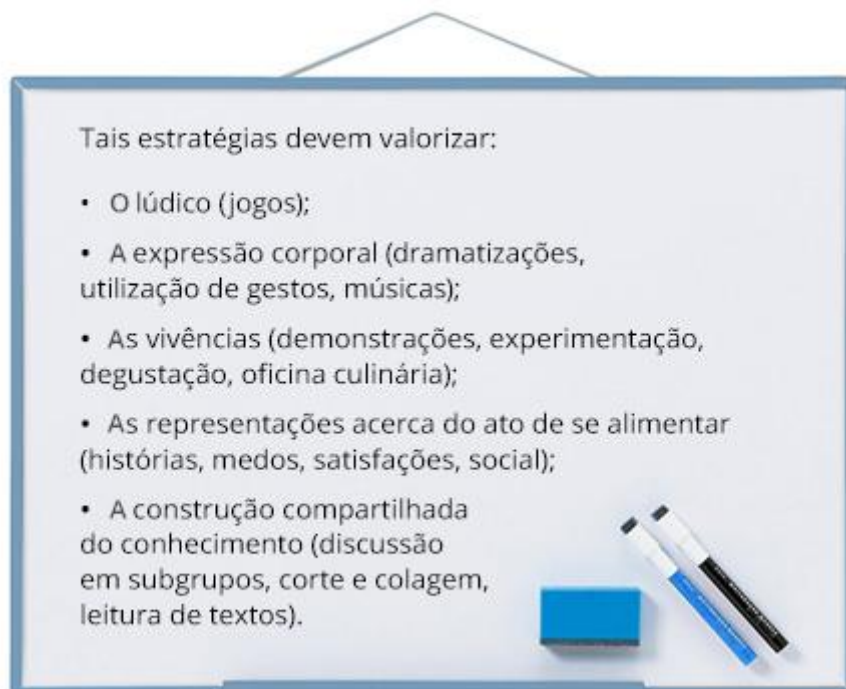 Tais estratégias devem valorizar:
• O lúdico (jogos);
• A expressão corporal (dramatizações,
utilização de gestos, músicas);
• As vivências (demonstrações, experimentação,
degustação, oficina culinária);
• As representações acerca do ato de se alimentar
(histórias, medos, satisfações, social);
• A construção compartilhada
do conhecimento (discussão
em subgrupos, corte e colagem,
leitura de textos).